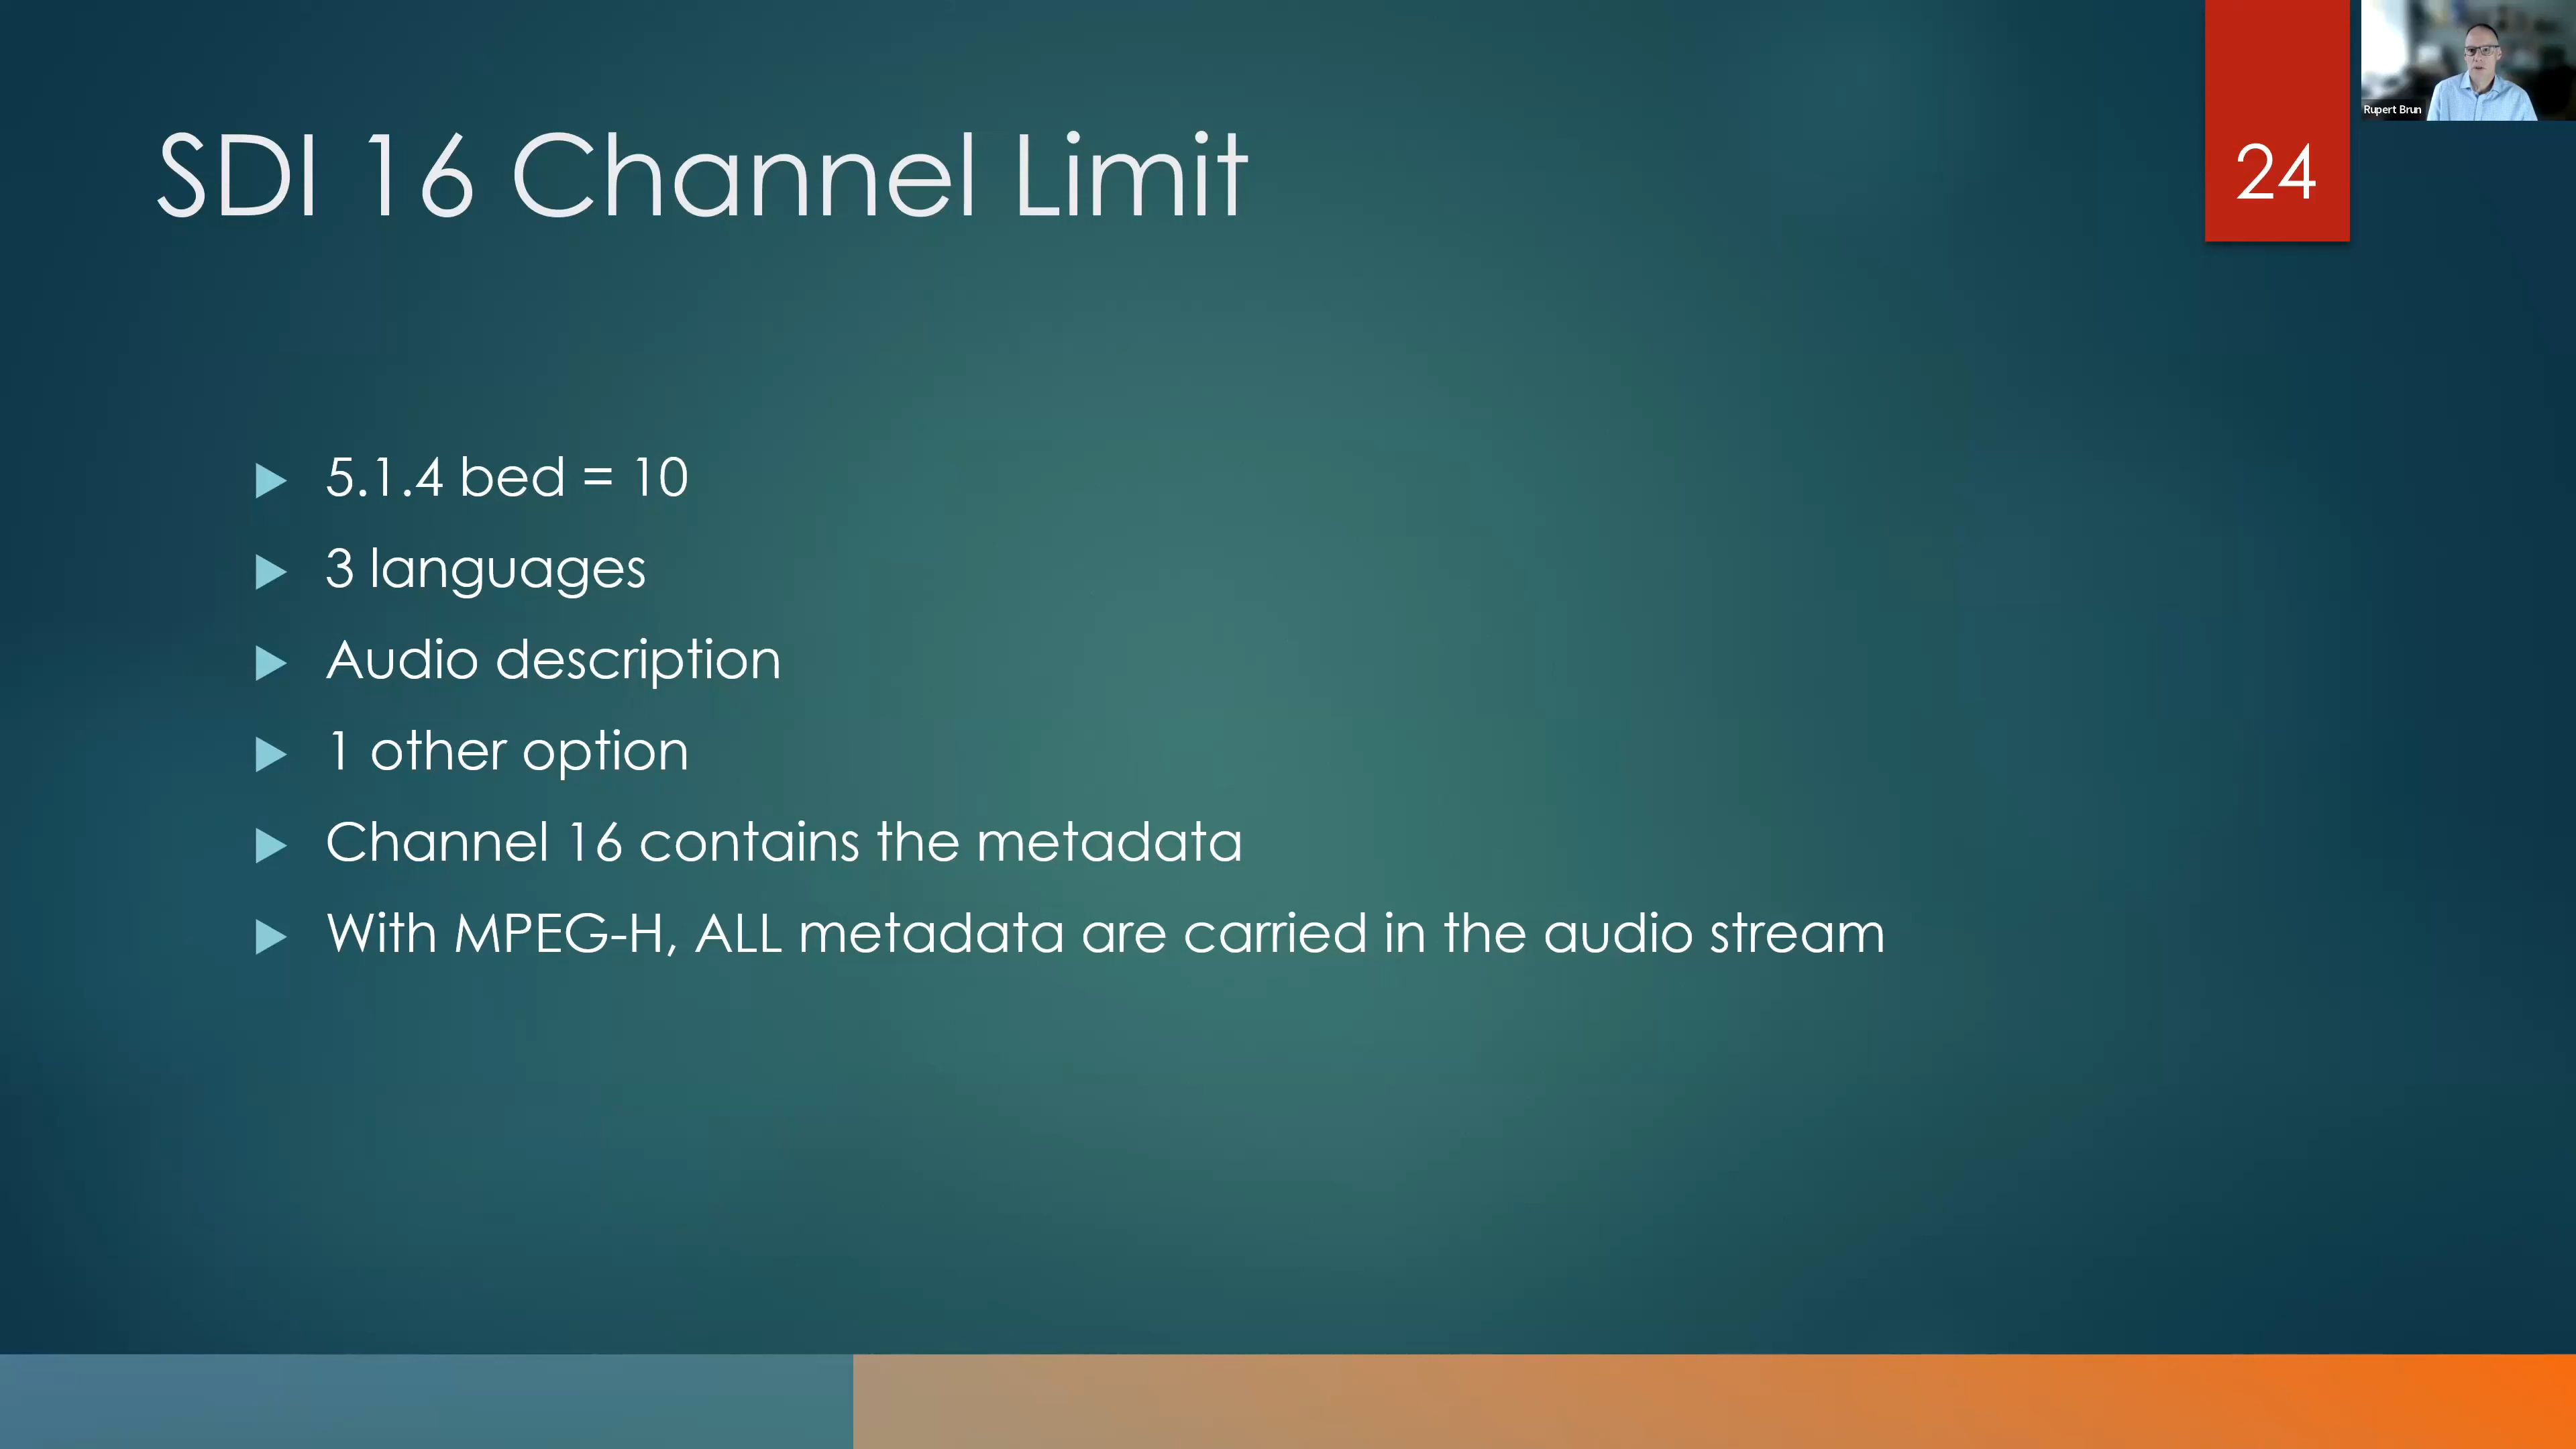 SDI 16 Channel Limit
24
Rupert Brun
5.1.4 bed = 10
3 languages
Audio description
1 other option
Channel 16 contains the metadata
With MPEG-H, ALL metadata are carried in the audio stream